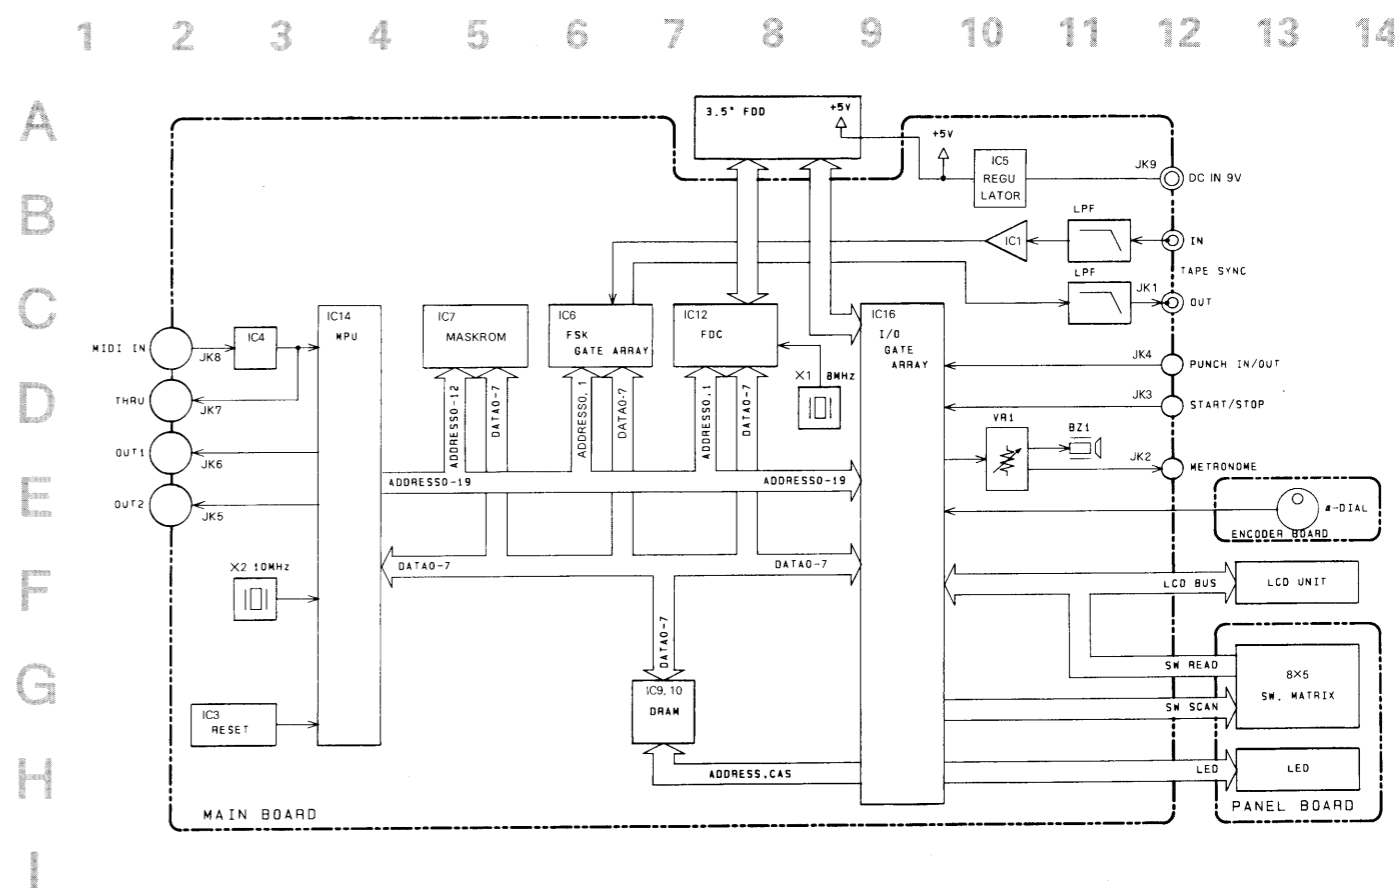 1 2 3 4 5 6 7 8 9 10 11 12 13 14
A
B
C
D
E
F
G
H
I
3.5" FDD
+5V
+5V
IC5
REGU
LATOR
JK9
DC IN 9V
LPF
IC1
IN
TAPE SYNC
LPF
JK1
OUT
IC14
MPU
IC7
MASKROM
IC6
FSK
GATE ARRAY
IC12
FDC
IC16
I/O
GATE
ARRAY
MIDI IN
JK8
IC4
THRU
JK7
OUT1
JK6
OUT2
JK5
X1 8MHz
JK4
PUNCH IN/OUT
JK3
START/STOP
VR1
BZ1
JK2
METRONOME
ADDRESS0-12
DATA0-7
ADDRESS0,1
DATA0-7
ADDRESS0,1
DATA0-7
ADDRESS0-19
ADDRESS0-19
α-DIAL
ENCODER BOARD
DATA0-7
DATA0-7
X2 10MHz
LCD BUS
LCD UNIT
DATA0-7
SW READ
8X5
SW. MATRIX
SW SCAN
IC9,10
DRAM
IC3
RESET
ADDRESS,CAS
LED
LED
MAIN BOARD
PANEL BOARD